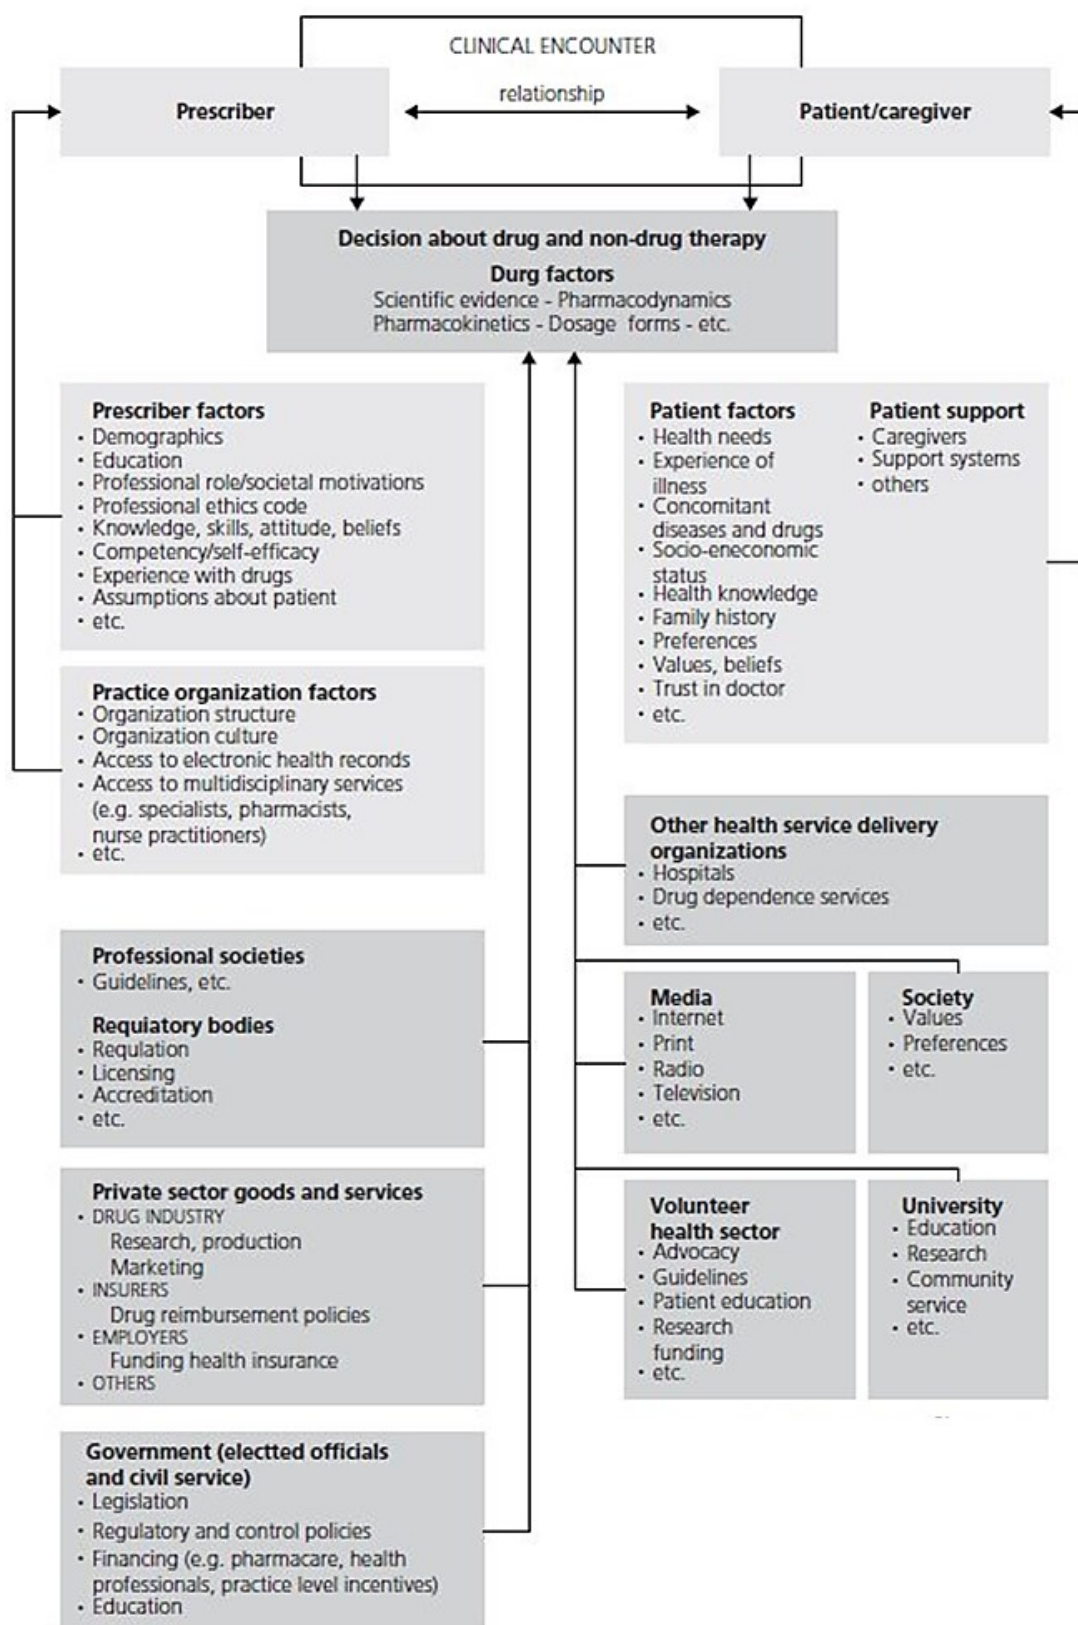 CLINICAL ENCOUNTER
Prescriber
relationship
Patient/caregiver
Decision about drug and non-drug therapy
Durg factors
Scientific evidence - Pharmacodynamics
Pharmacokinetics - Dosage forms - etc.
Prescriber factors
· Demographics
· Education
· Professional role/societal motivations
· Professional ethics code
· Knowledge, skills, attitude, beliefs
· Competency/self-efficacy
· Experience with drugs
· Assumptions about patient
· etc.
Practice organization factors
· Organization structure
· Organization culture
· Access to electronic health reconds
· Access to multidisciplinary services
(e.g. specialists, pharmacists,
nurse practitioners)
· etc.
Patient factors
· Health needs
· Experience of
illness
· Concomitant
diseases and drugs
· Socio-eneconomic
status
· Health knowledge
· Family history
· Preferences
· Values, beliefs
· Trust in doctor
· etc.
Patient support
· Caregivers
· Support systems
· others
Other health service delivery
organizations
· Hospitals
· Drug dependence services
· etc.
Professional societies
· Guidelines, etc.
Requiatory bodies
· Requlation
· Licensing
· Accreditation
· etc.
Media
· Internet
· Print
· Radio
· Television
· etc.
Society
· Values
· Preferences
· etc.
Private sector goods and services
· DRUG INDUSTRY
Research, production
Marketing
· INSURERS
Drug reimbursement policies
· EMPLOYERS
Funding health insurance
· OTHERS
Volunteer
health sector
· Advocacy
· Guidelines
· Patient education
· Research
funding
· etc.
University
· Education
· Research
· Community
service
· etc.
Government (electted officials
and civil service)
· Legislation
· Regulatory and control policies
· Financing (e.g. pharmacare, health
professionals, practice level incentives)
· Education